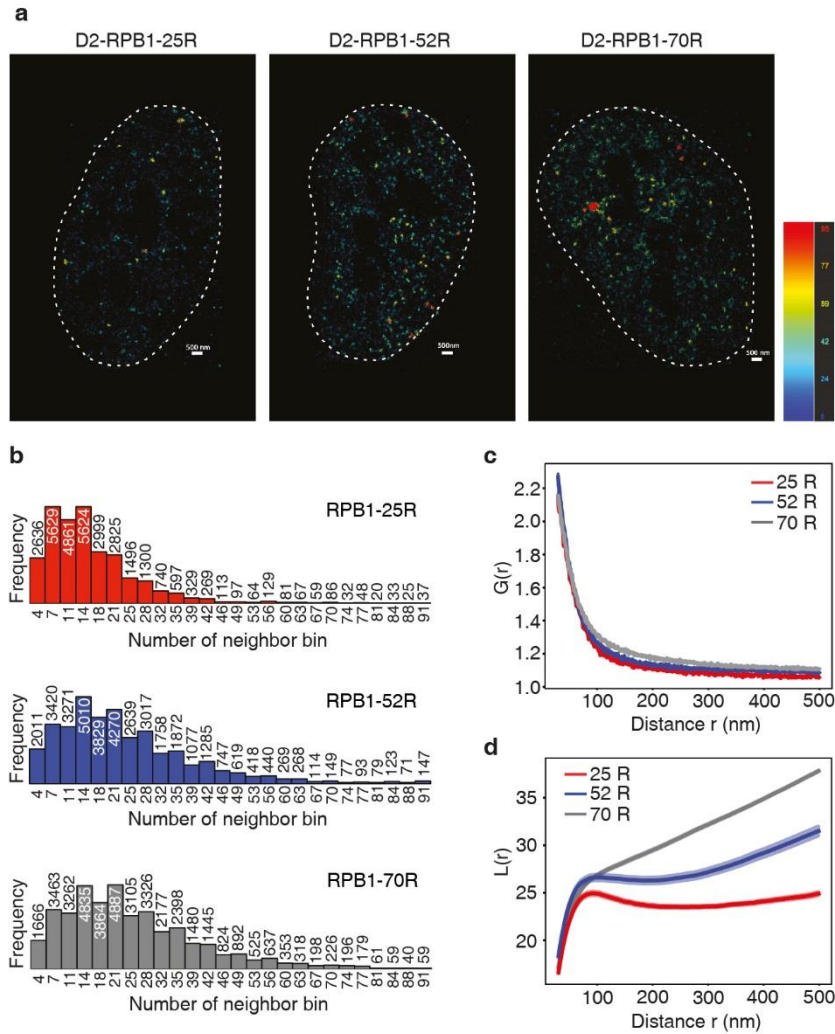 a
D2-RPB1-25R
D2-RPB1-52R
D2-RPB1-70R
500 nm
500nm
500 nm
77
42
24
b
RPB1-25R
Frequency
2636 5629 4861 5624 2999 2825 1496 1300 740 597 329 269 113 97 53 64 129 81 63 67 59 86 32 48 20 33 25 37
4 7 11 14 18 21 25 28 32 35 39 42 46 49 53 56 60 63 67 70 74 77 81 84 88 91
Number of neighbor bin
RPB1-52R
Frequency
2011 3420 3271 5010 3829 4270 2639 3017 1758 1872 1077 1285 747 619 418 440 269 268 114 149 77 93 79 123 71 147
4 7 11 14 18 21 25 28 32 35 39 42 46 49 53 56 60 63 67 70 74 77 81 84 88 91
Number of neighbor bin
RPB1-70R
Frequency
1666 3463 3262 4835 3864 4887 3105 3326 2177 2398 1480 1445 824 892 525 637 353 318 198 226 196 179 61 59 40 59
4 7 11 14 18 21 25 28 32 35 39 42 46 49 53 56 60 63 67 70 74 77 81 84 88 91
Number of neighbor bin
c
25 R
52 R
70 R
G(r)
2.2
2.0
1.8
1.6
1.4
1.2
1.0
100 200 300 400 500
Distance r (nm)
d
25 R
52 R
70 R
L(r)
35
30
25
20
100 200 300 400 500
Distance r (nm)